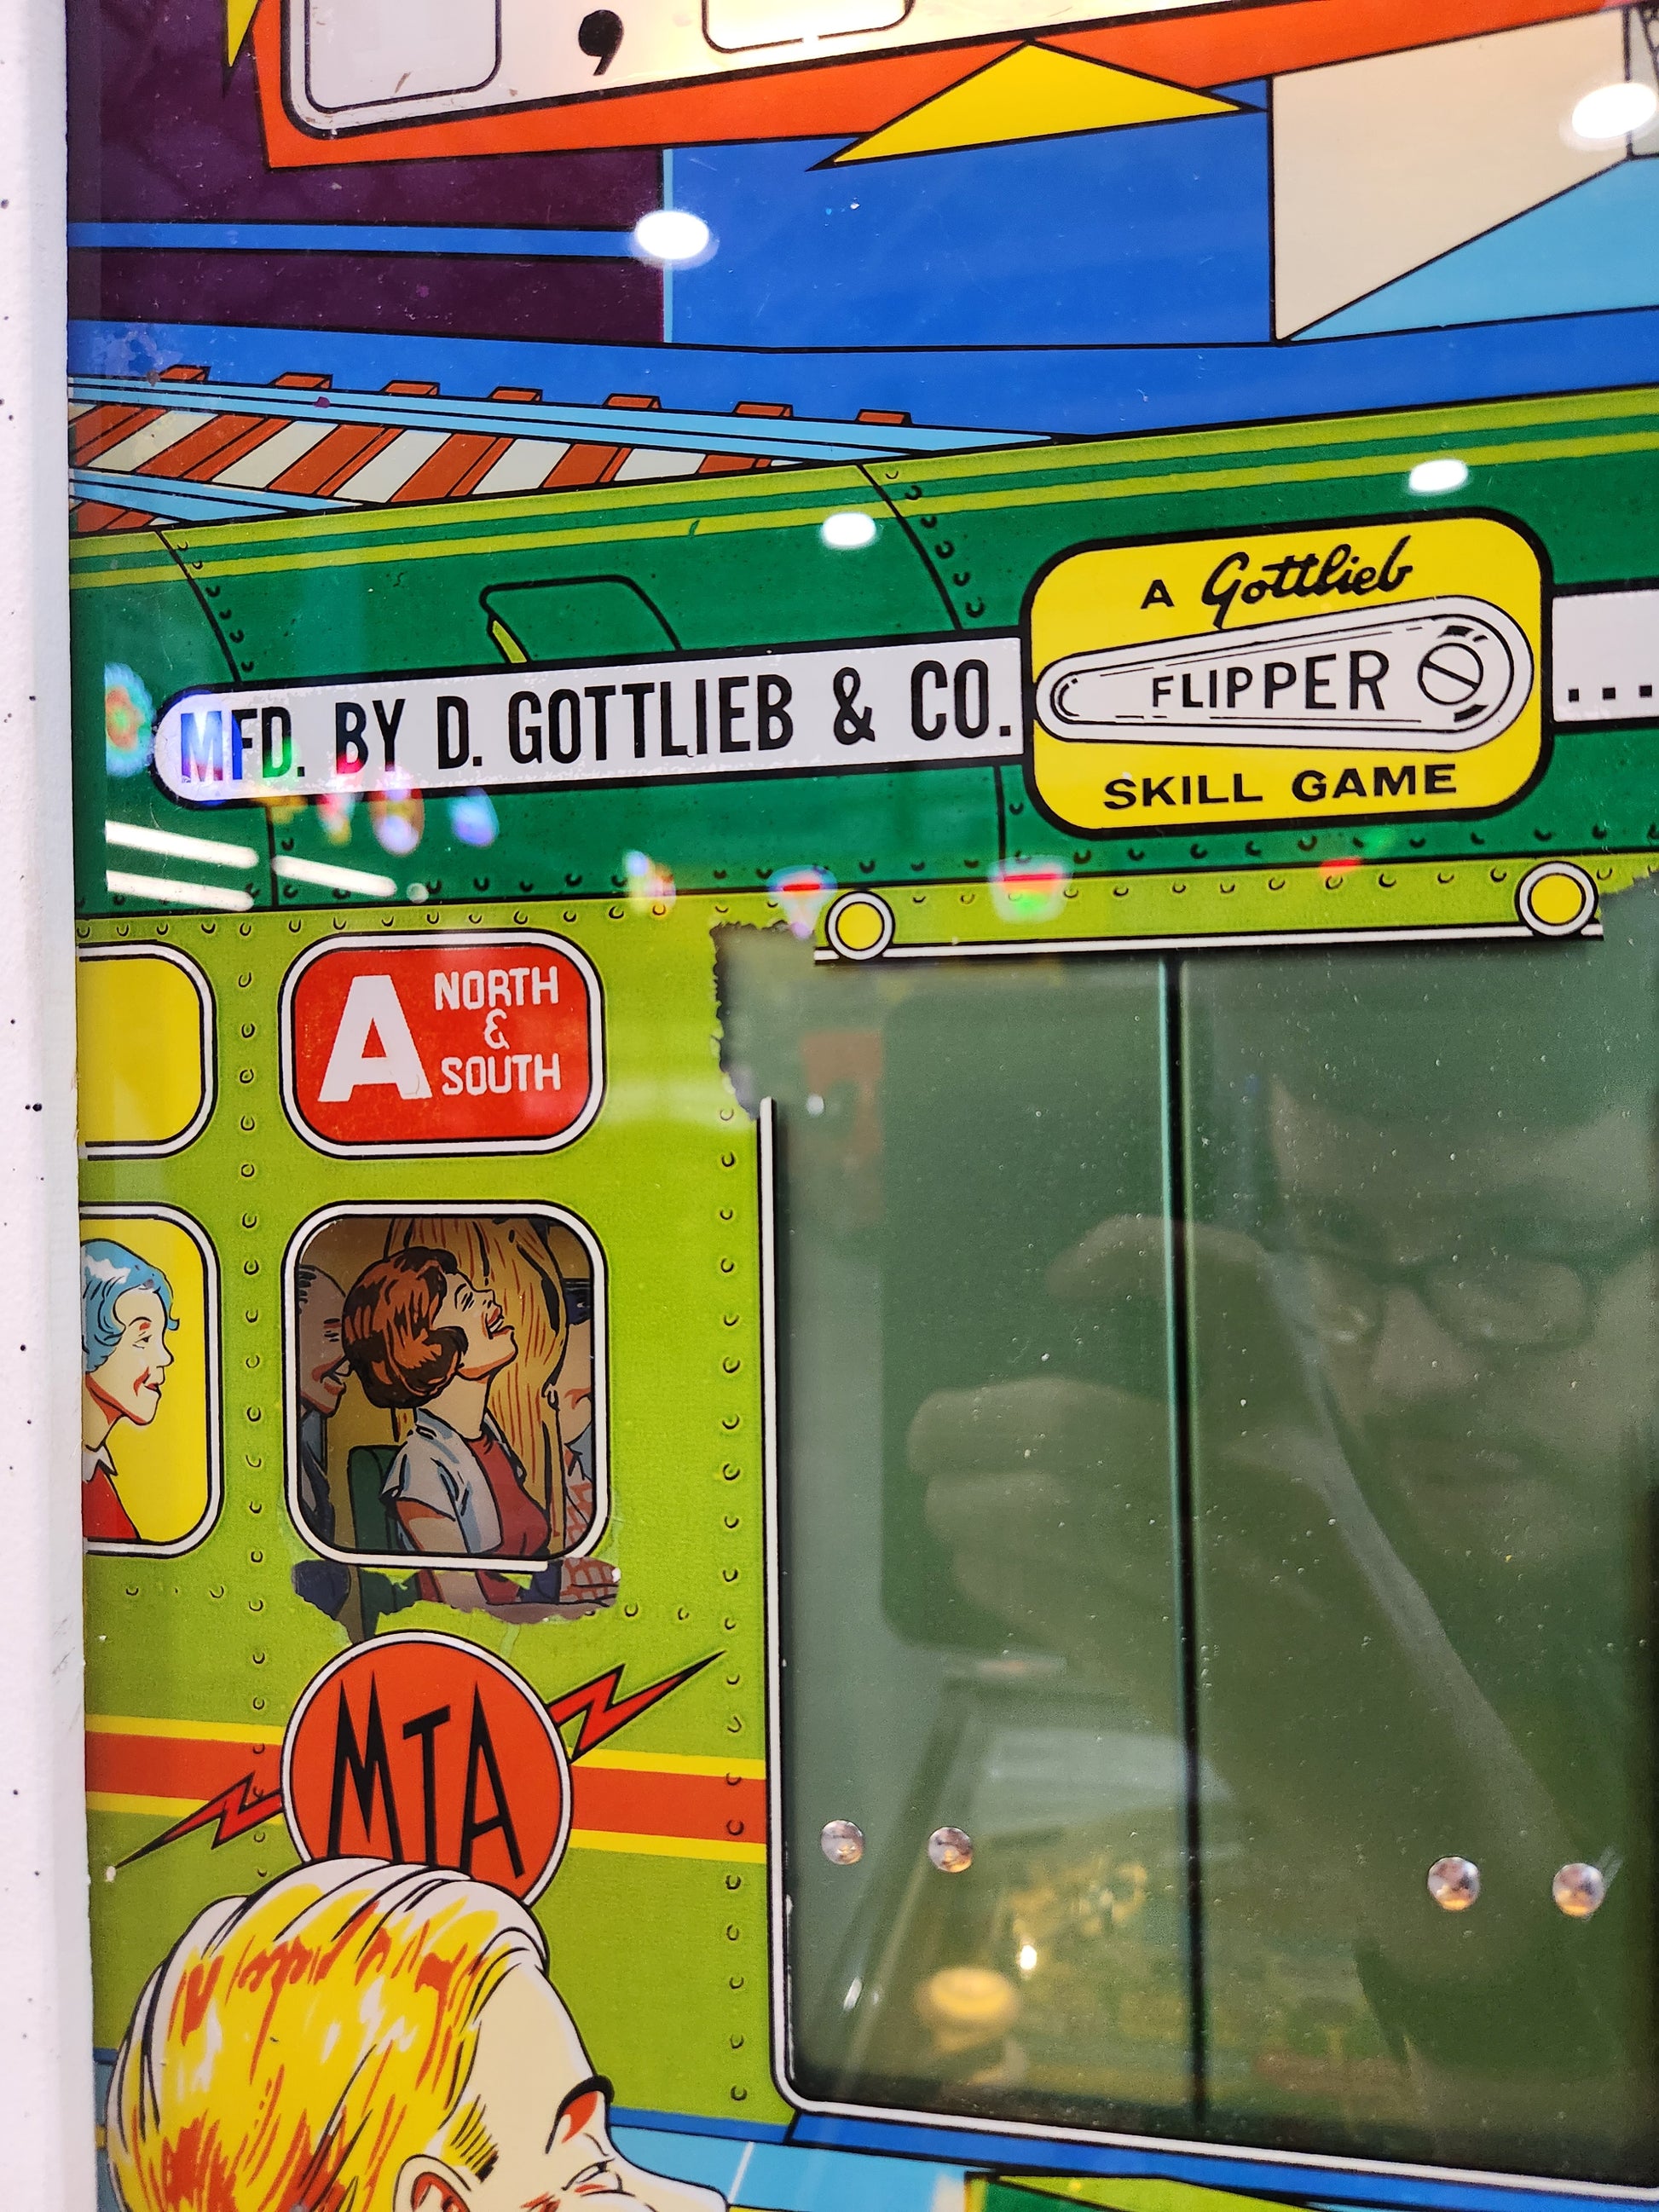 ,
A Gottlieb
MFD. BY D. GOTTLIEB & CO.
FLIPPER
....
SKILL GAME
A NORTH
&
SOUTH
MTA